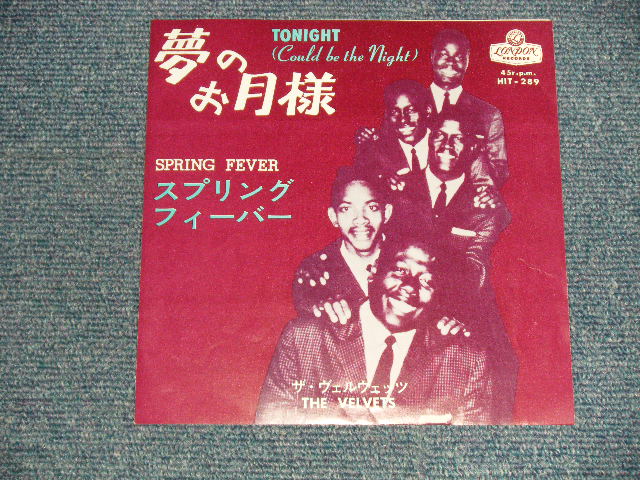 TONIGHT
(Could be the Night)
夢の
お月様
LONDON
RECORDS
45r.p.m.
HIT-289
SPRING FEVER
スプリング
フィーバー
ザ・ヴェルヴェッツ
THE VELVETS